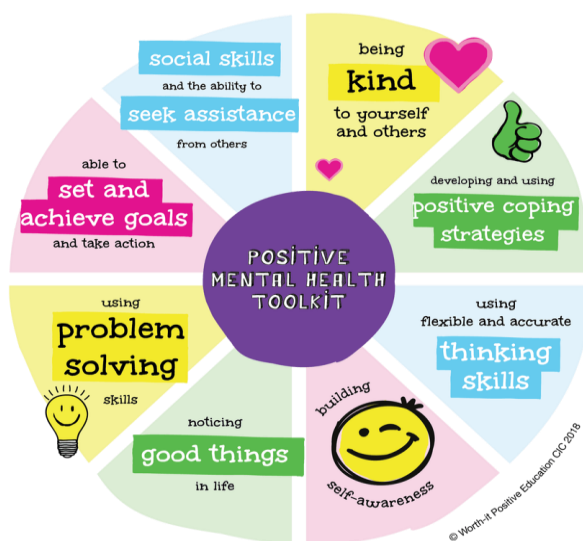 POSITIVE
MENTAL HEALTH
TOOLKIT
being
kind
to yourself
and others
developing and using
positive coping
strategies
using
flexible and accurate
thinking
skills
building
self-awareness
noticing
good things
in life
using
problem
solving
skills
able to
set and
achieve goals
and take action
social skills
and the ability to
seek assistance
from others
© Worth-it Positive Education CIC 2018